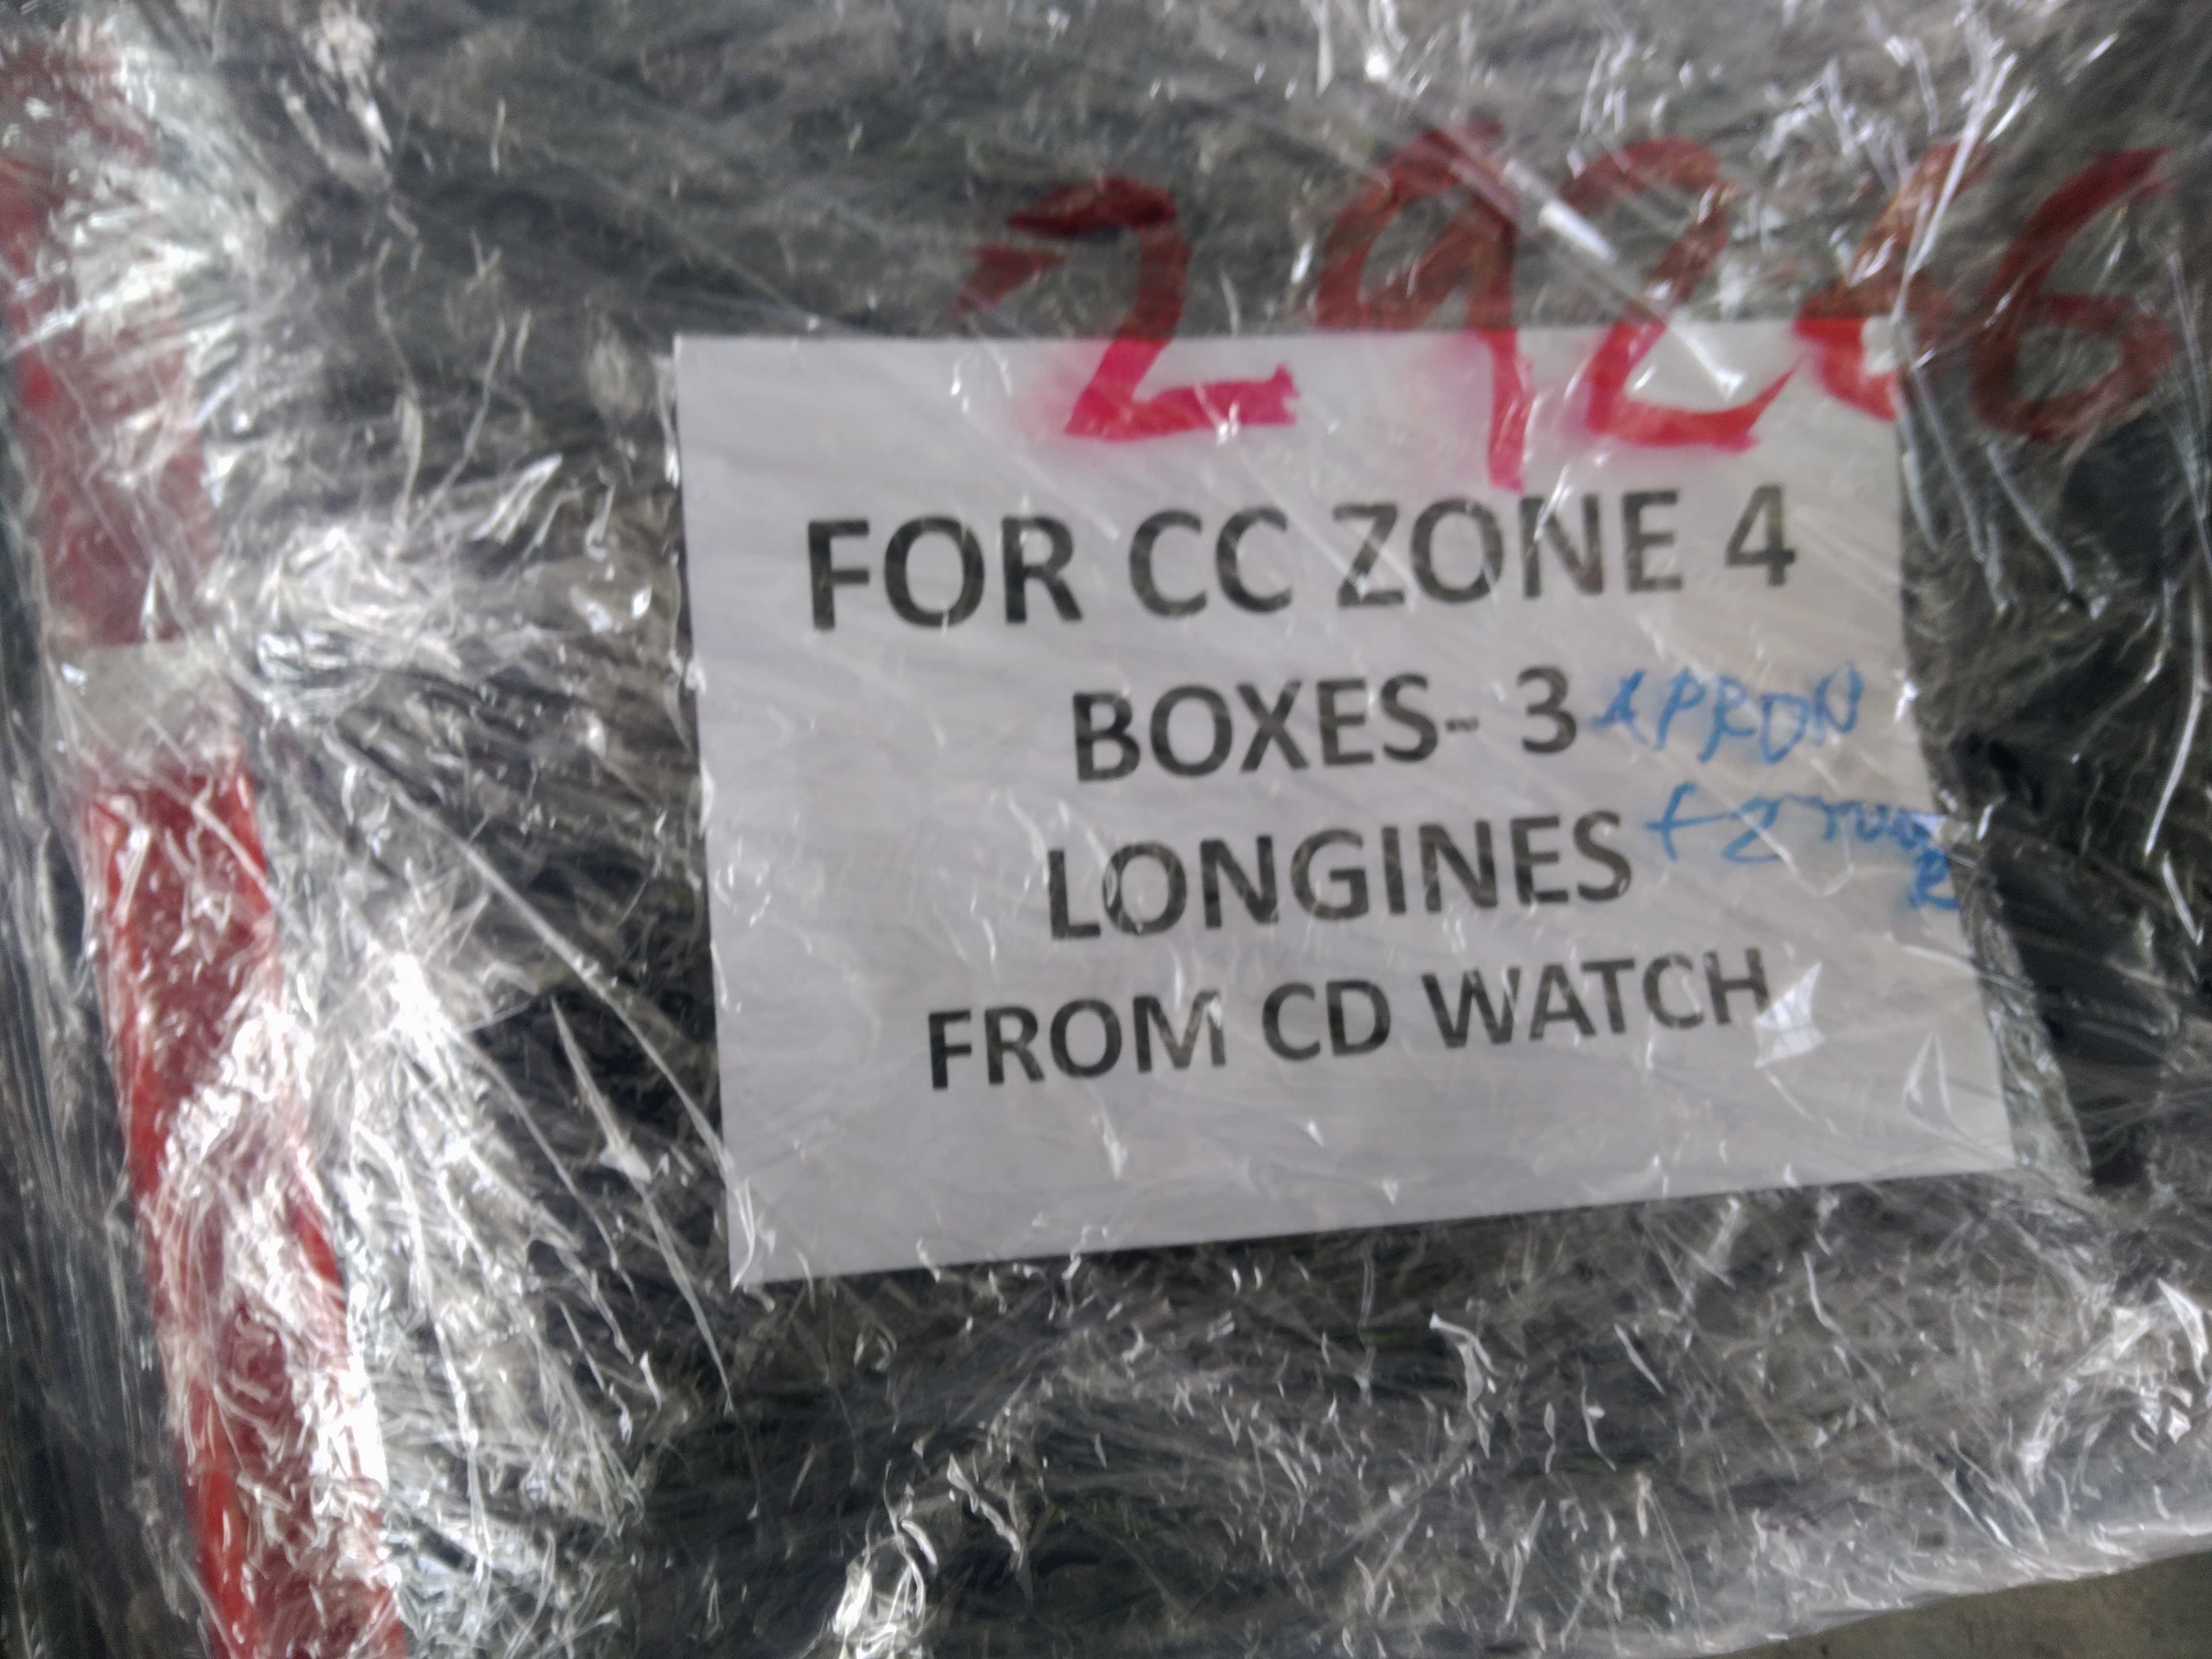 FOR CC ZONE 4
BOXES- 3 APRON
LONGINES
FROM CD WATCH